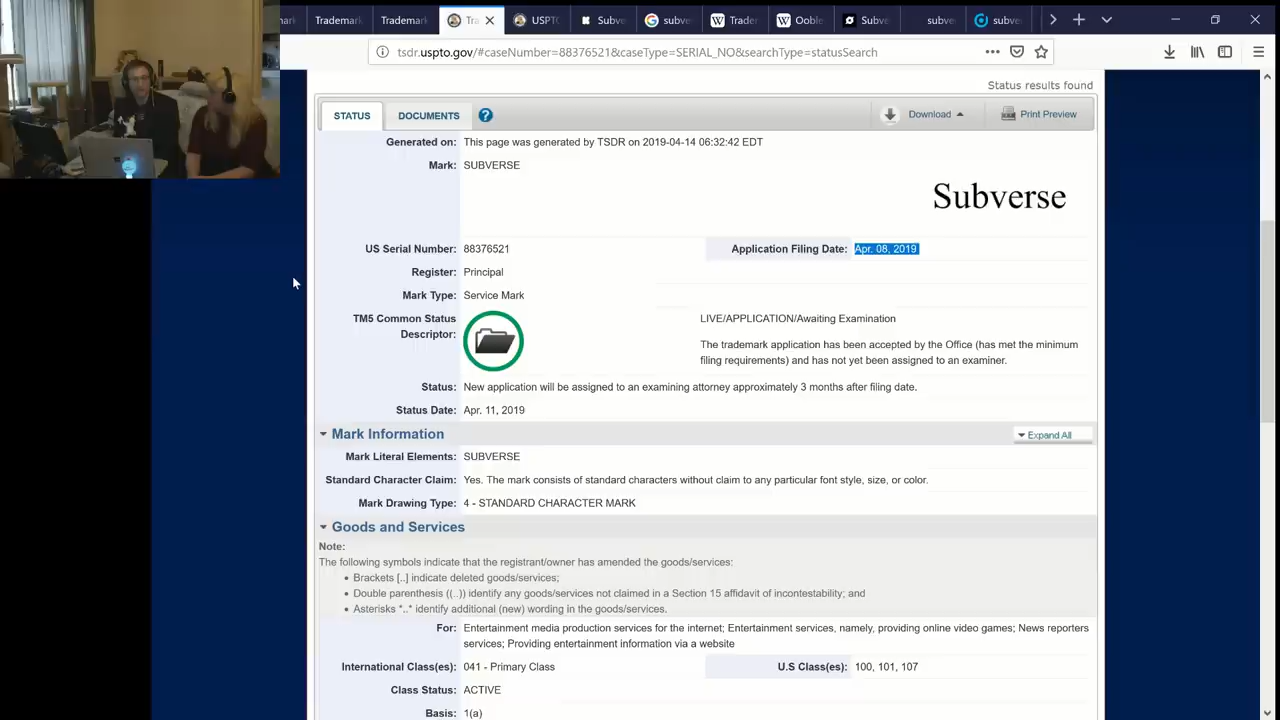 Trademark
Trademark
Tra
USPTO
Subve
subve
Trader
Ooble
Subve
subve
subve
tsdr.uspto.gov/#caseNumber=88376521&caseType=SERIAL_NO&searchType=statusSearch
Status results found
STATUS
DOCUMENTS
?
Download
Print Preview
Generated on: This page was generated by TSDR on 2019-04-14 06:32:42 EDT
Mark: SUBVERSE
Subverse
US Serial Number: 88376521
Application Filing Date: Apr. 08, 2019
Register: Principal
Mark Type: Service Mark
TM5 Common Status
Descriptor:
LIVE/APPLICATION/Awaiting Examination
The trademark application has been accepted by the Office (has met the minimum
filing requirements) and has not yet been assigned to an examiner.
Status: New application will be assigned to an examining attorney approximately 3 months after filing date.
Status Date: Apr. 11, 2019
Mark Information
Expand All
Mark Literal Elements: SUBVERSE
Standard Character Claim: Yes. The mark consists of standard characters without claim to any particular font style, size, or color.
Mark Drawing Type: 4 - STANDARD CHARACTER MARK
Goods and Services
Note:
The following symbols indicate that the registrant/owner has amended the goods/services:
• Brackets [..] indicate deleted goods/services;
• Double parenthesis ((..)) identify any goods/services not claimed in a Section 15 affidavit of incontestability; and
• Asterisks *..* identify additional (new) wording in the goods/services.
For: Entertainment media production services for the internet; Entertainment services, namely, providing online video games; News reporters
services; Providing entertainment information via a website
International Class(es): 041 - Primary Class
U.S Class(es): 100, 101, 107
Class Status: ACTIVE
Basis: 1(a)